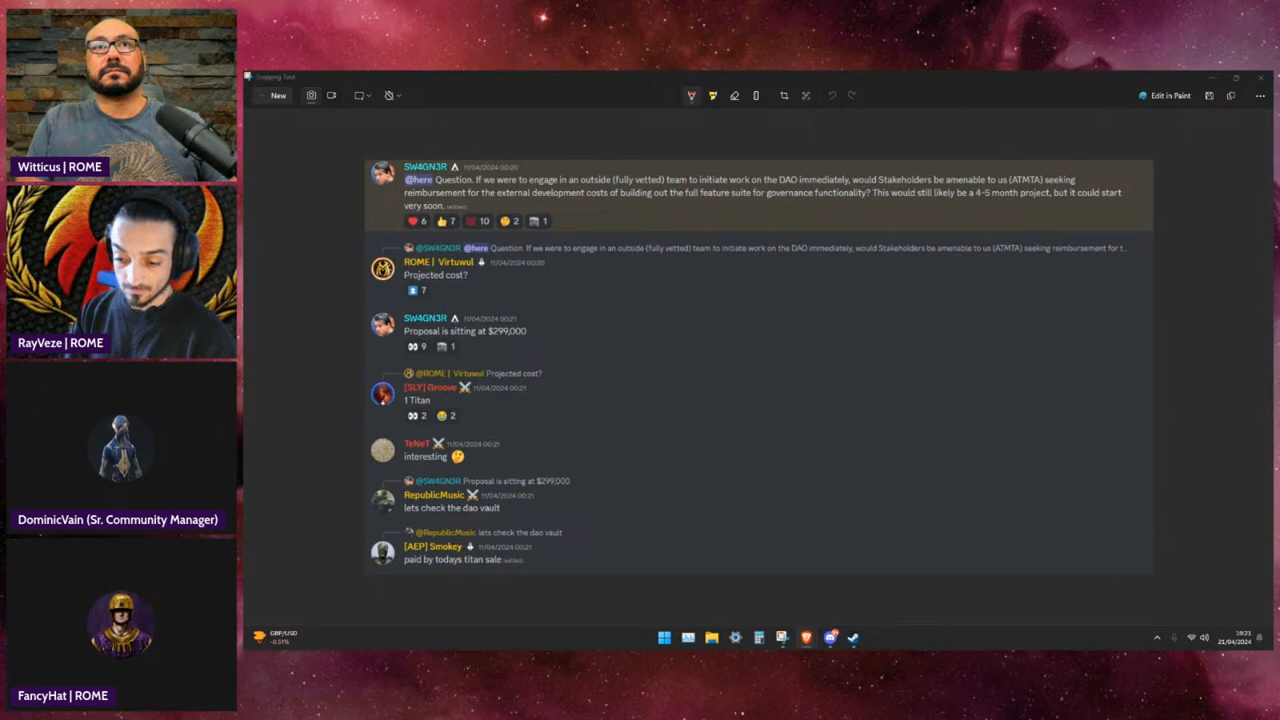 Witticus | ROME
RayVeze | ROME
DominicVain (Sr. Community Manager)
FancyHat | ROME
Snipping Tool
New
Edit in Paint
SW4GN3R 11/04/2024 00:20
@here Question. If we were to engage in an outside (fully vetted) team to initiate work on the DAO immediately, would Stakeholders be amenable to us (ATMTA) seeking
reimbursement for the external development costs of building out the full feature suite for governance functionality? This would still likely be a 4-5 month project, but it could start
very soon. (edited)
6 7 10 2 1
@SW4GN3R @here Question. If we were to engage in an outside (fully vetted) team to initiate work on the DAO immediately, would Stakeholders be amenable to us (ATMTA) seeking reimbursement for t...
ROME | Virtuwul 11/04/2024 00:20
Projected cost?
7
SW4GN3R 11/04/2024 00:21
Proposal is sitting at $299,000
9 1
@ROME | Virtuwul Projected cost?
[SLY] Groove 11/04/2024 00:21
1 Titan
2 2
TeNeT 11/04/2024 00:21
interesting
@SW4GN3R Proposal is sitting at $299,000
RepublicMusic 11/04/2024 00:21
lets check the dao vault
@RepublicMusic lets check the dao vault
[AEP] Smokey 11/04/2024 00:21
paid by todays titan sale (edited)
GBP/USD
-0.51%
19:21
21/04/2024